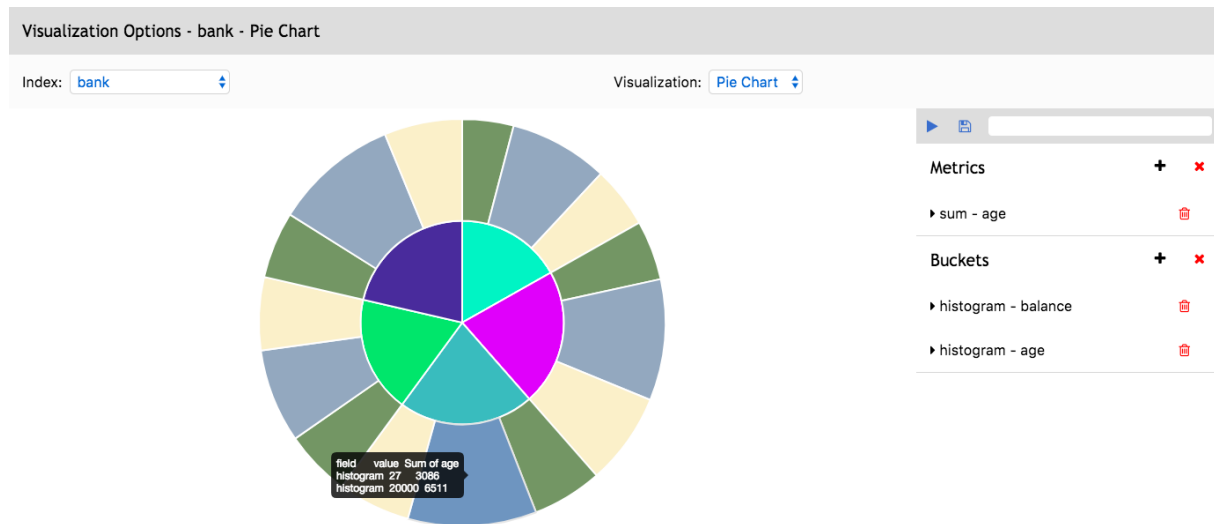 Visualization Options - bank - Pie Chart
Index: bank Visualization: Pie Chart
Metrics
sum - age
Buckets
histogram - balance
histogram - age
field value Sum of age
histogram 27 3086
histogram 20000 6511